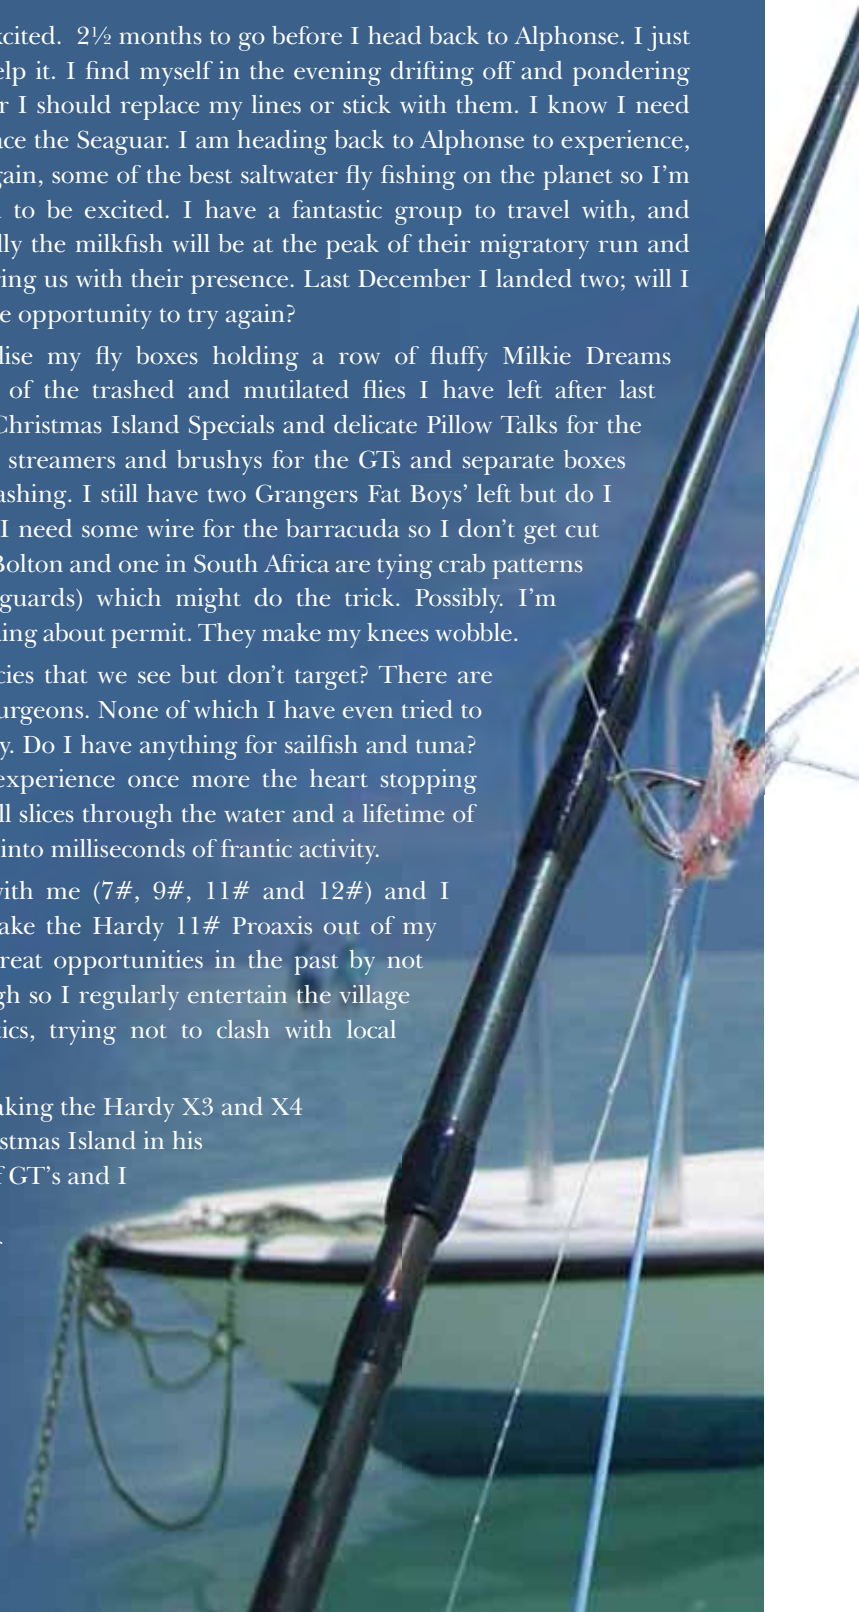 cited. 2½ months to go before I head back to Alphonse. I just
elp it. I find myself in the evening drifting off and pondering
r I should replace my lines or stick with them. I know I need
ace the Seaguar. I am heading back to Alphonse to experience,
gain, some of the best saltwater fly fishing on the planet so I’m
to be excited. I have a fantastic group to travel with, and
lly the milkfish will be at the peak of their migratory run and
ring us with their presence. Last December I landed two; will I
e opportunity to try again?
lise my fly boxes holding a row of fluffy Milkie Dreams
of the trashed and mutilated flies I have left after last
Christmas Island Specials and delicate Pillow Talks for the
streamers and brushys for the GTs and separate boxes
ashing. I still have two Grangers Fat Boys’ left but do I
I need some wire for the barracuda so I don’t get cut
Bolton and one in South Africa are tying crab patterns
guards) which might do the trick. Possibly. I’m
ing about permit. They make my knees wobble.
cies that we see but don’t target? There are
urgeons. None of which I have even tried to
y. Do I have anything for sailfish and tuna?
experience once more the heart stopping
ll slices through the water and a lifetime of
into milliseconds of frantic activity.
with me (7#, 9#, 11# and 12#) and I
ake the Hardy 11# Proaxis out of my
reat opportunities in the past by not
gh so I regularly entertain the village
tics, trying not to clash with local
aking the Hardy X3 and X4
stmas Island in his
f GT’s and I